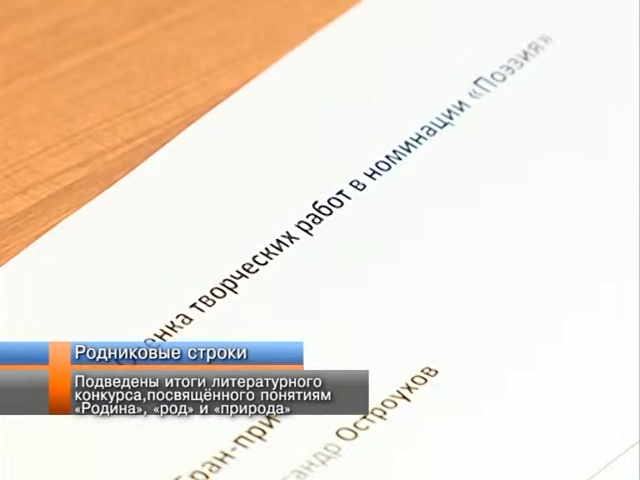 Оценка творческих работ в номинации «Поэзия»
Гран-при
Остроухов
Родниковые строки
Подведены итоги литературного
конкурса,посвящённого понятиям
«Родина», «род» и «природа»